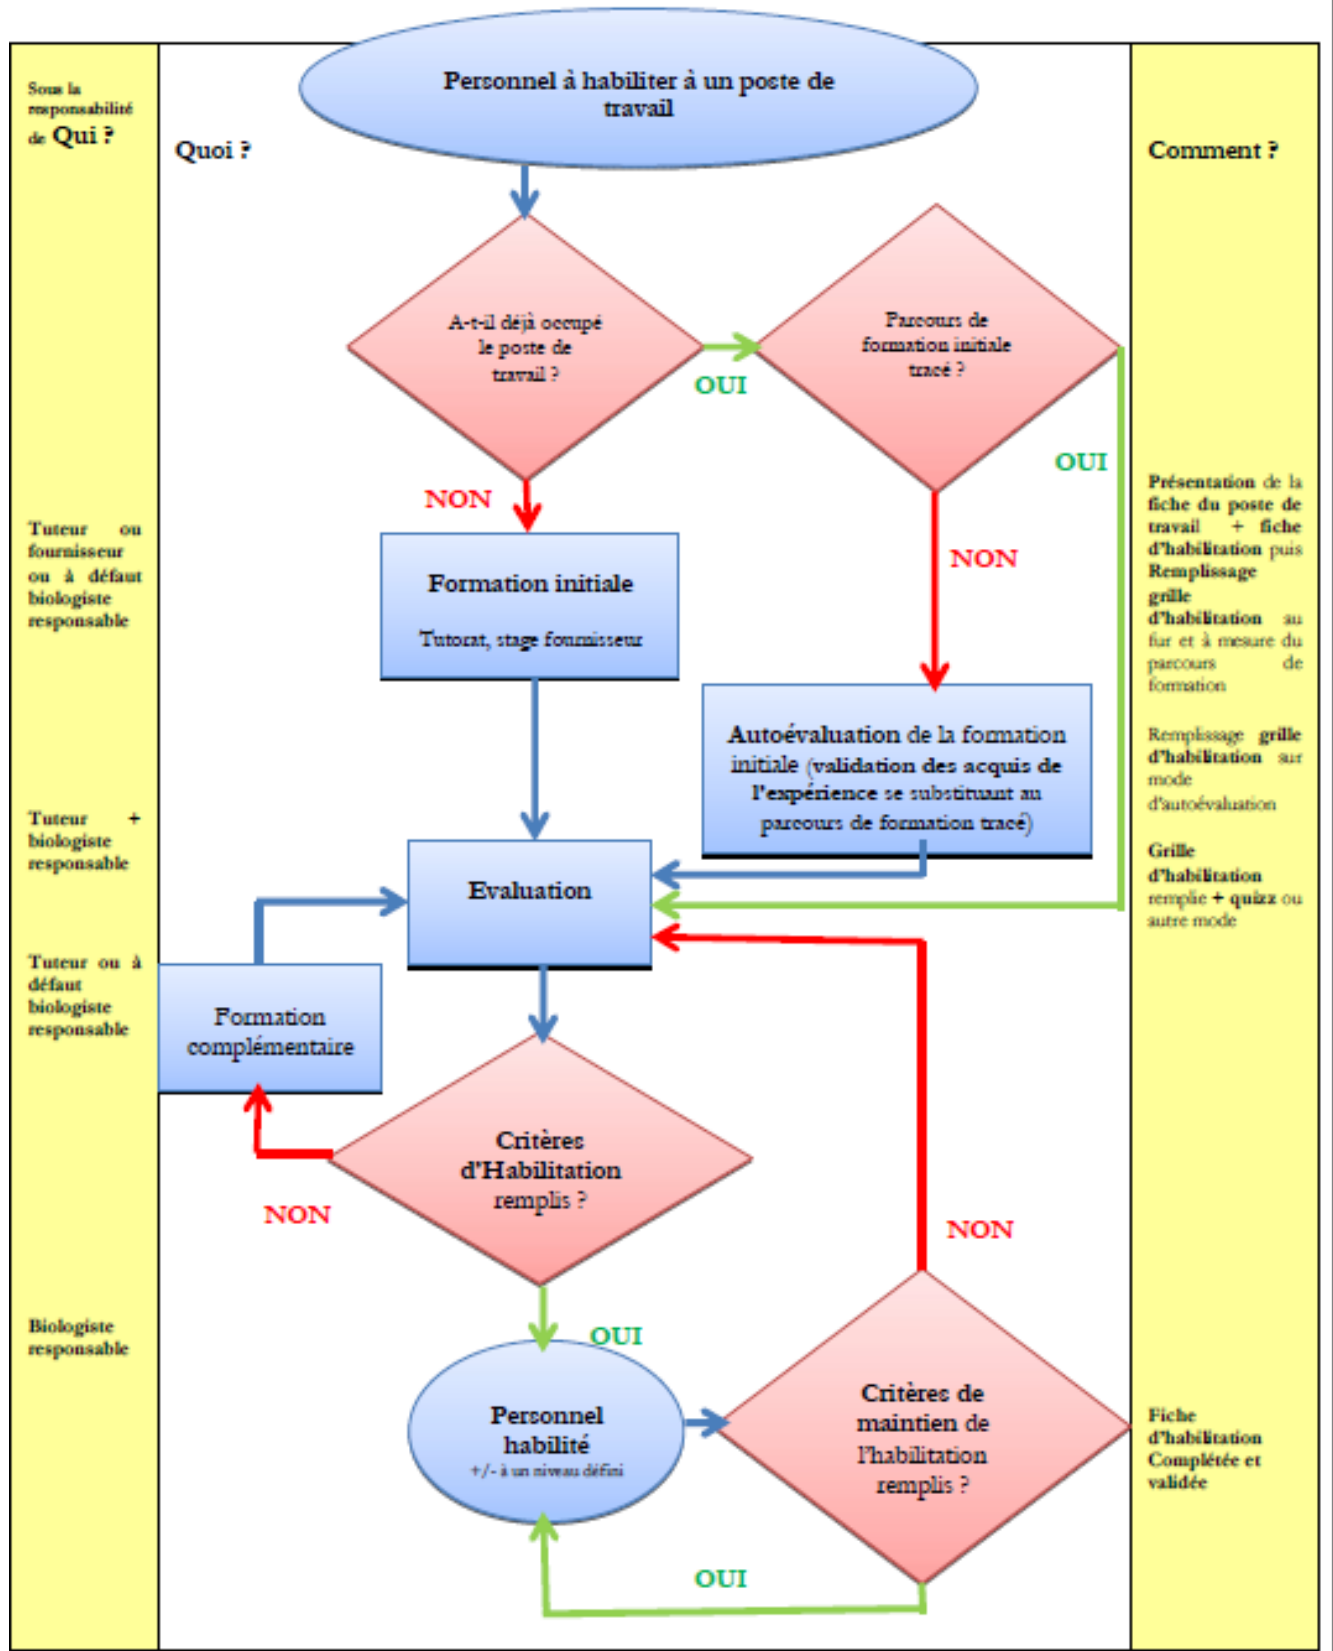 Personnel à habiliter à un poste de
travail
Sous la
responsabilité
de Qui ?
Quoi ?
Comment ?
A-t-il déjà occupé
le poste de
travail ?
OUI
Parcours de
formation initiale
tracé ?
OUI
NON
NON
Tuteur ou
fournisseur
ou à défaut
biologiste
responsable
Formation initiale
Tutorat, stage fournisseur
Présentation de la
fiche du poste de
travail + fiche
d'habilitation puis
Remplissage
grille
d'habilitation au
fur et à mesure du
parcours de
formation
Autoévaluation de la formation
initiale (validation des acquis de
l'expérience se substituant au
parcours de formation tracé)
Remplissage grille
d'habilitation sur
mode
d'autoévaluation
Tuteur +
biologiste
responsable
Evaluation
Grille
d'habilitation
remplie + quizz ou
autre mode
Tuteur ou à
défaut
biologiste
responsable
Formation
complémentaire
Critères
d'Habilitation
remplis ?
NON
NON
OUI
Biologiste
responsable
Personnel
habilité
+/- à un niveau défini
Critères de
maintien de
l'habilitation
remplis ?
Fiche
d'habilitation
Complétée et
validée
OUI